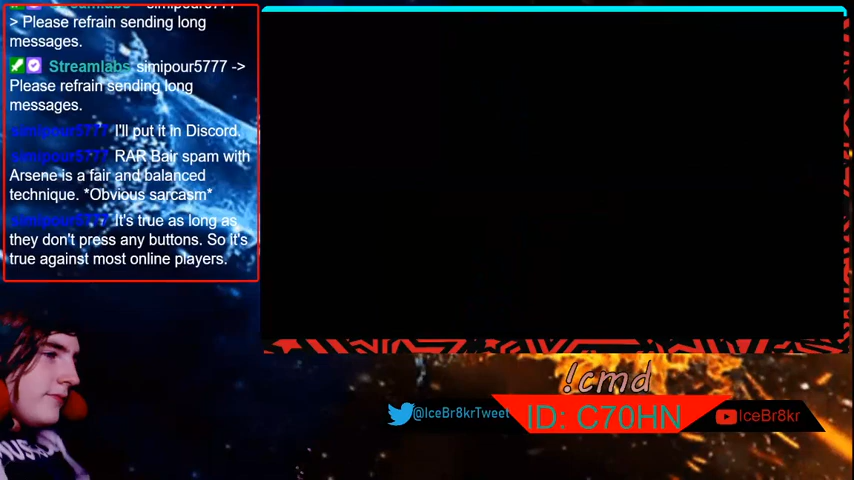 Streamlabs simipour5777 -
> Please refrain sending long
messages.
Streamlabs simipour5777 ->
Please refrain sending long
messages.
simipour5777 I'll put it in Discord.
simipour5777 RAR Bair spam with
Arsene is a fair and balanced
technique. *Obvious sarcasm*
simipour5777 It's true as long as
they don't press any buttons. So it's
true against most online players.
!cmd
@IceBr8krTweet
ID: C70HN
IceBr8kr